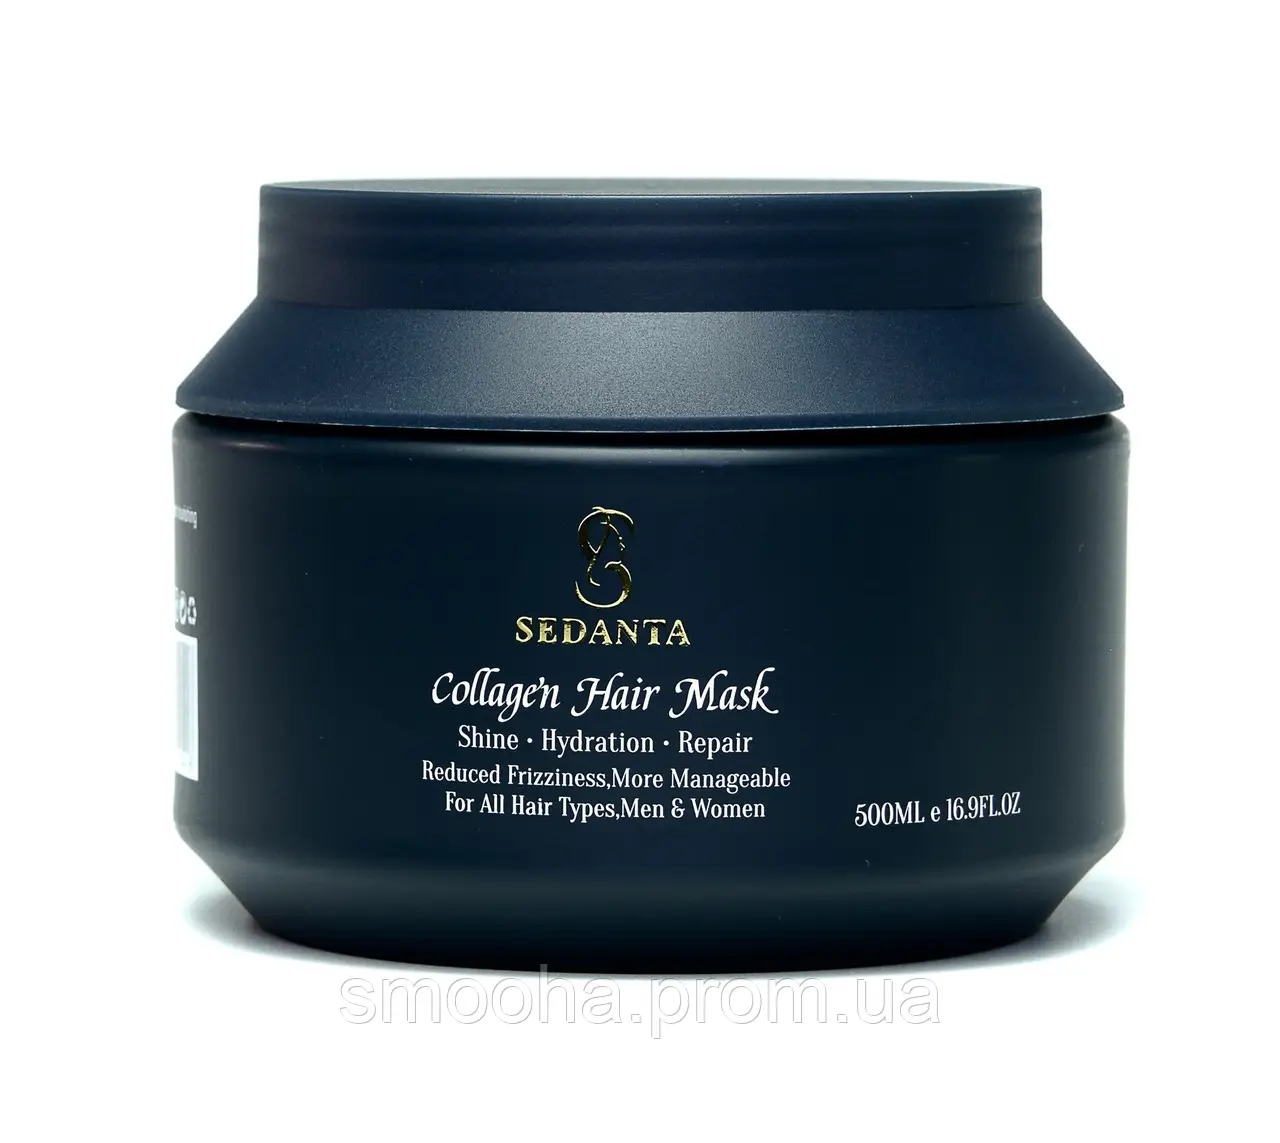 nourishing
SEDANTA
Collage'n Hair Mask
Shine · Hydration · Repair
Reduced Frizziness,More Manageable
For All Hair Types,Men & Women
500ML e 16.9FL.OZ
smooha.prom.ua